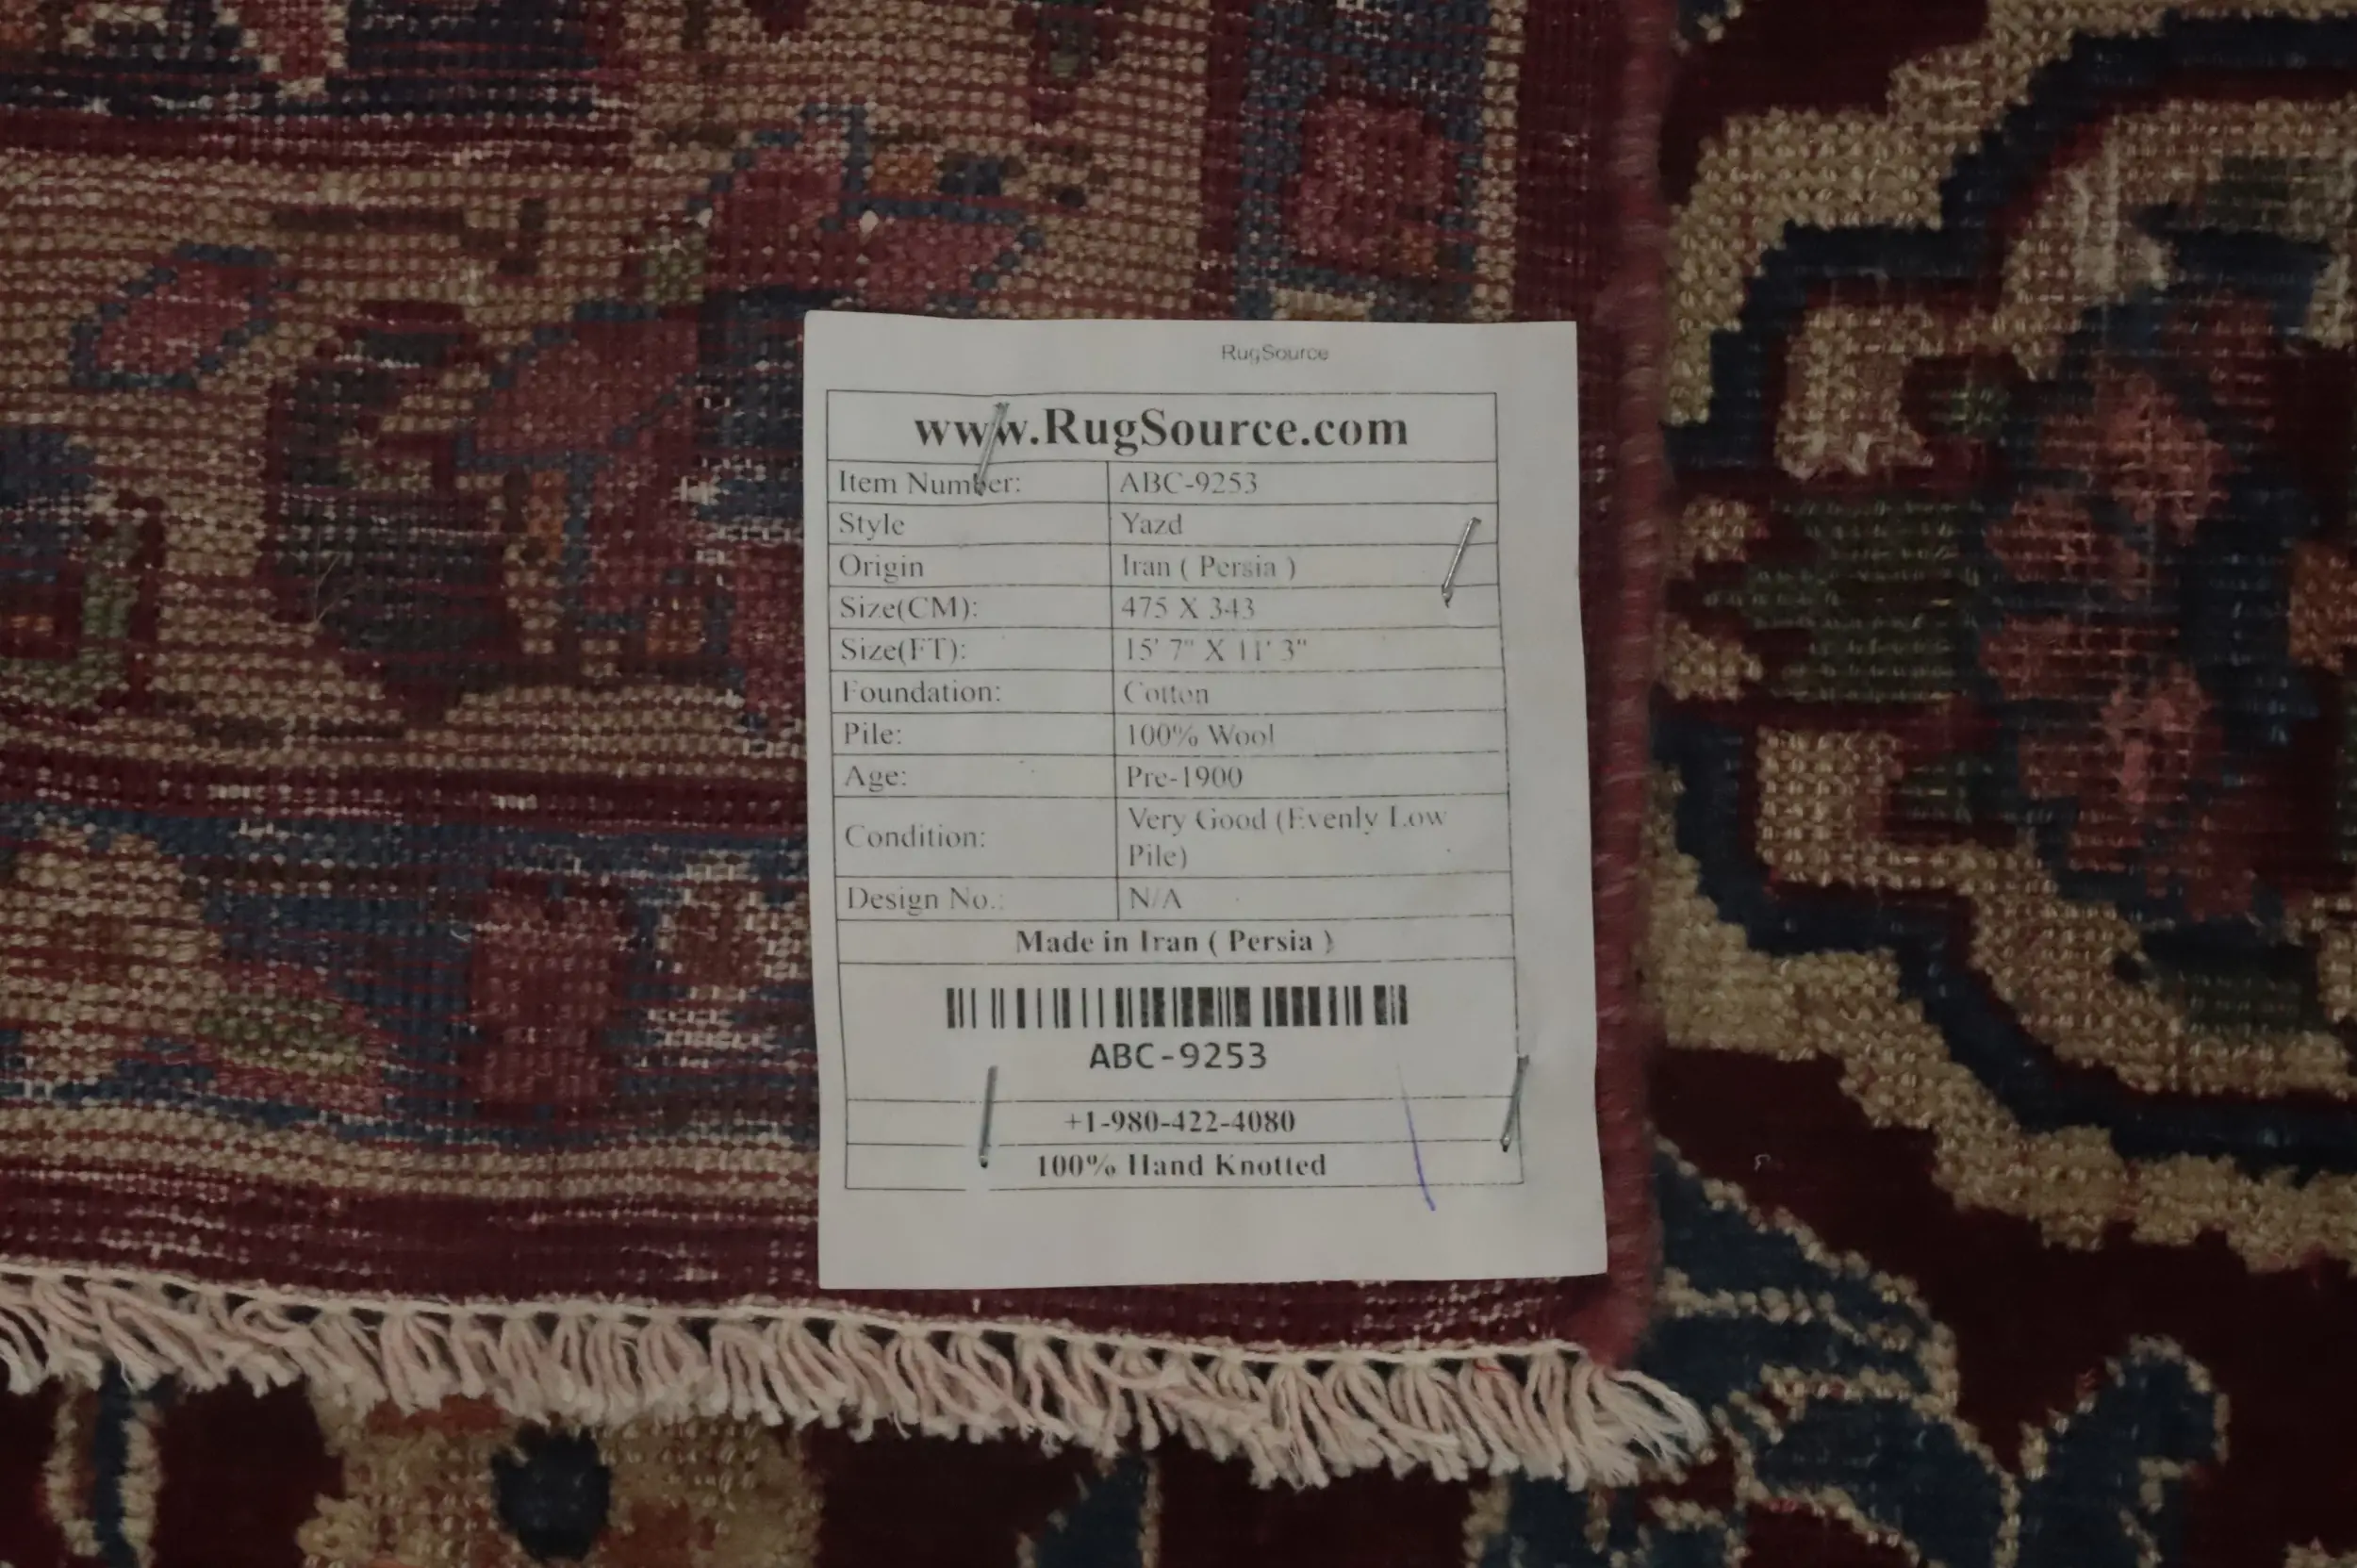 RugSource
www.RugSource.com
Item Number: ABC-9253
Style Yazd
Origin Iran ( Persia )
Size(CM): 475 X 343
Size(FT): 15' 7" X 11' 3"
Foundation: Cotton
Pile: 100% Wool
Age: Pre-1900
Condition: Very Good (Evenly Low
Pile)
Design No.: N/A
Made in Iran ( Persia )
ABC-9253
+1-980-422-4080
100% Hand Knotted